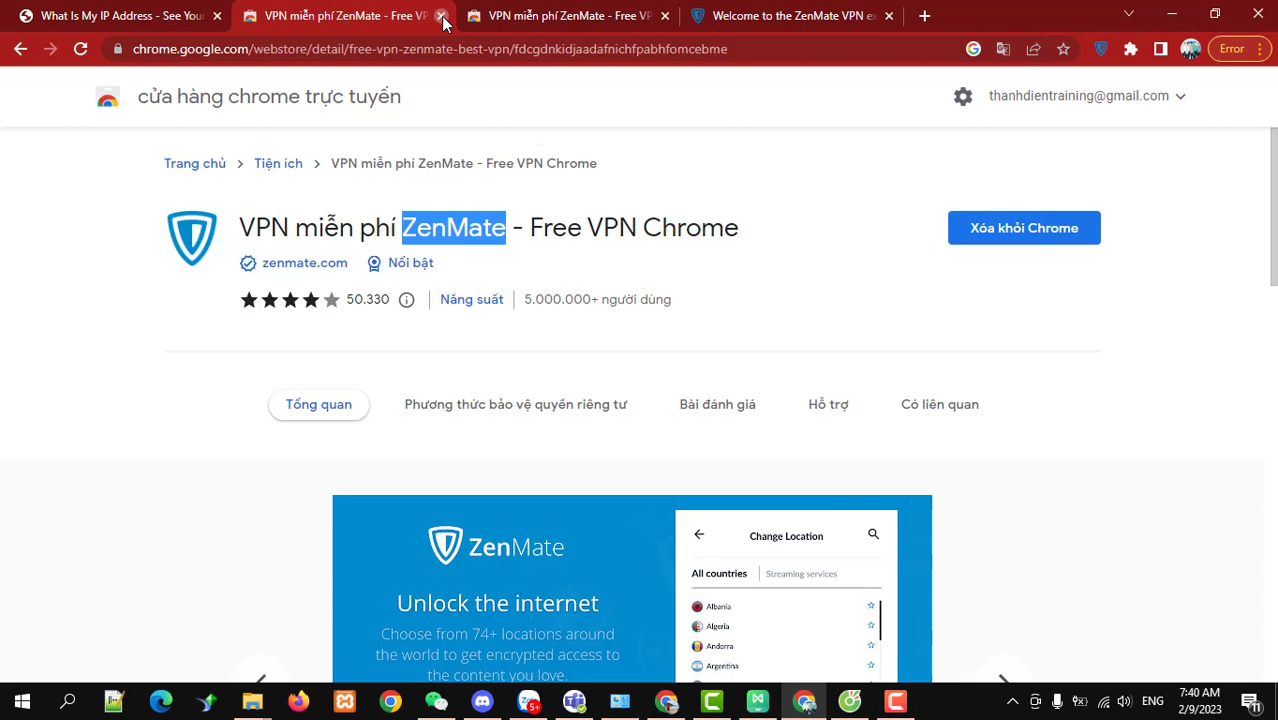 What Is My IP Address - See Your
VPN miễn phí ZenMate - Free VP
VPN miễn phí ZenMate - Free VP
Welcome to the ZenMate VPN ex
chrome.google.com/webstore/detail/free-vpn-zenmate-best-vpn/fdcgdnkidjaadafnichfpabhfomcebme
Error
cửa hàng chrome trực tuyến
thanhdientraining@gmail.com
Trang chủ > Tiện ích > VPN miễn phí ZenMate - Free VPN Chrome
VPN miễn phí ZenMate - Free VPN Chrome
Xóa khỏi Chrome
zenmate.com
Nổi bật
50.330
Năng suất
5.000.000+ người dùng
Tổng quan
Phương thức bảo vệ quyền riêng tư
Bài đánh giá
Hỗ trợ
Có liên quan
ZenMate
Unlock the internet
Choose from 74+ locations around
the world to get encrypted access to
the content you love.
Change Location
All countries
Streaming services
Albania
Algeria
Andorra
Argentina
5+
ENG
7:40 AM
2/9/2023